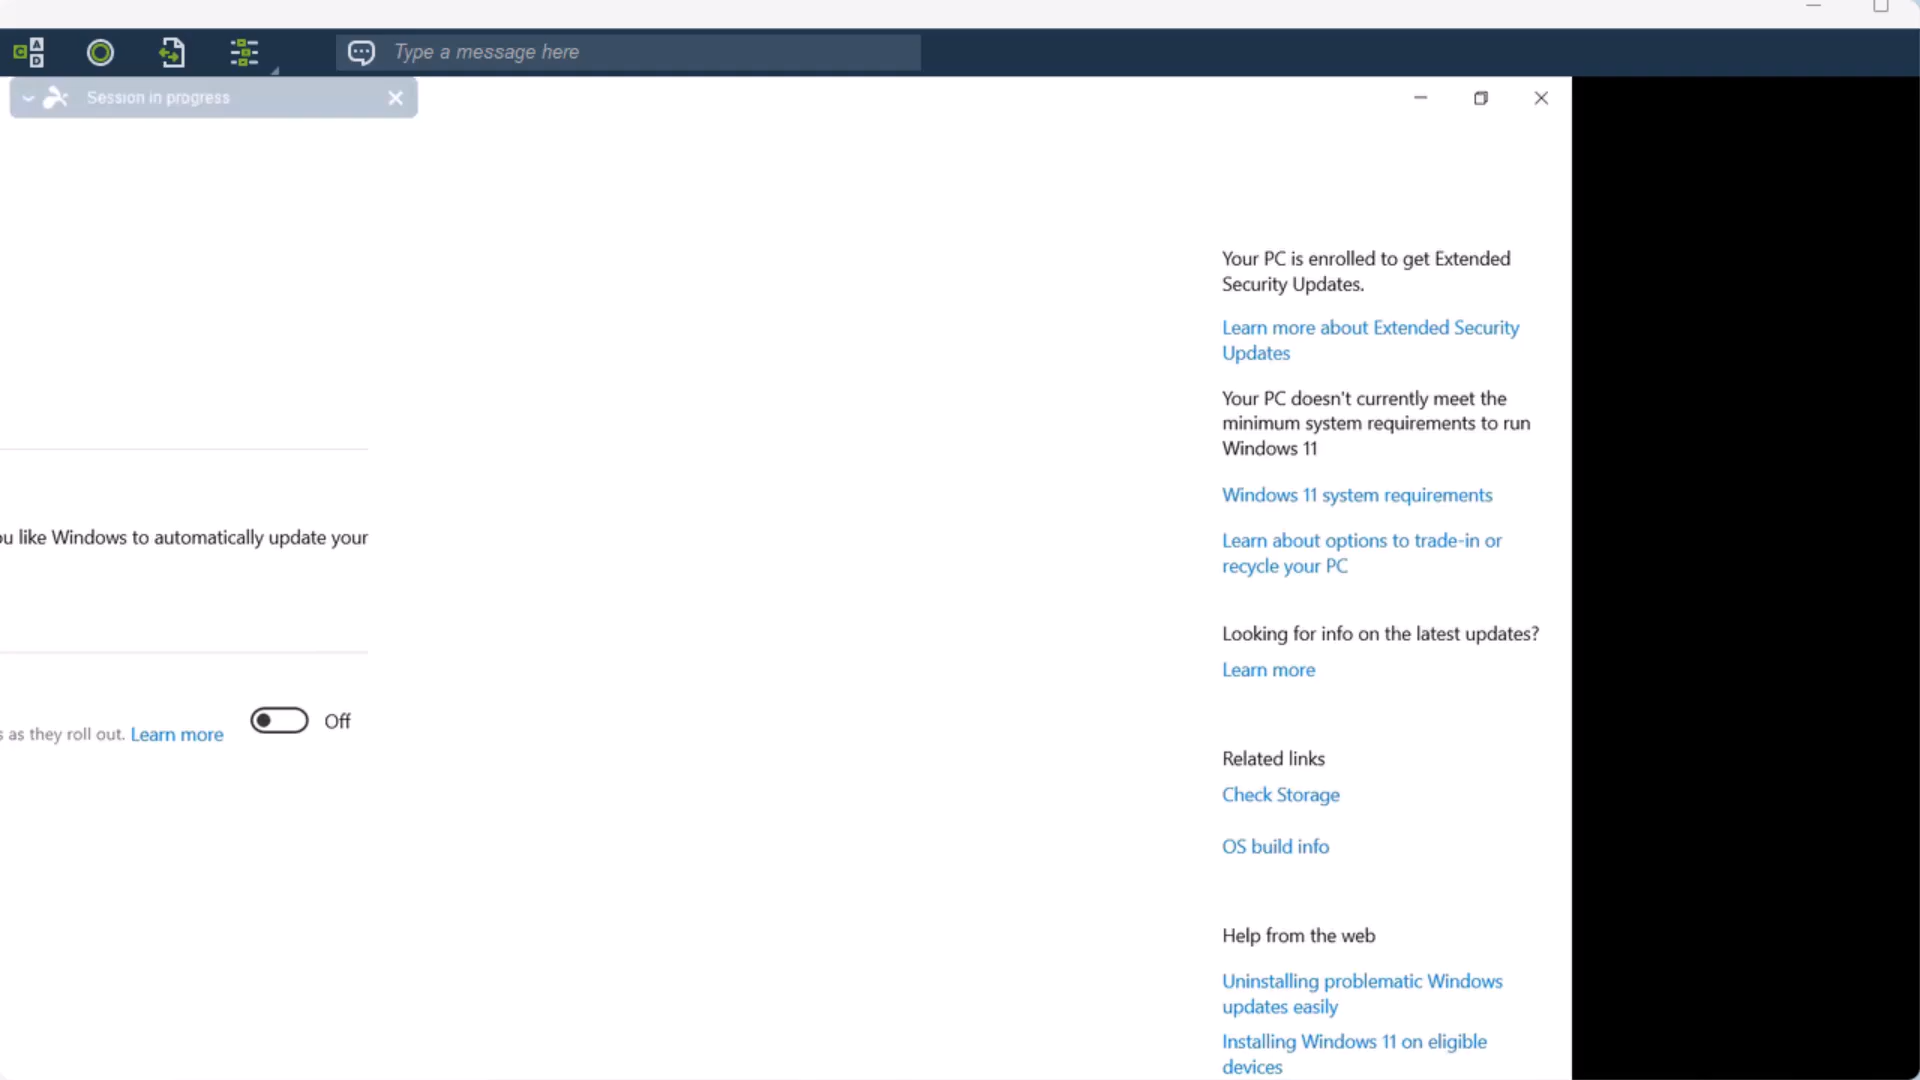 C A D
Type a message here
Session in progress
Your PC is enrolled to get Extended
Security Updates.
Learn more about Extended Security
Updates
Your PC doesn't currently meet the
minimum system requirements to run
Windows 11
Windows 11 system requirements
ou like Windows to automatically update your
Learn about options to trade-in or
recycle your PC
Looking for info on the latest updates?
Learn more
s as they roll out. Learn more
Off
Related links
Check Storage
OS build info
Help from the web
Uninstalling problematic Windows
updates easily
Installing Windows 11 on eligible
devices